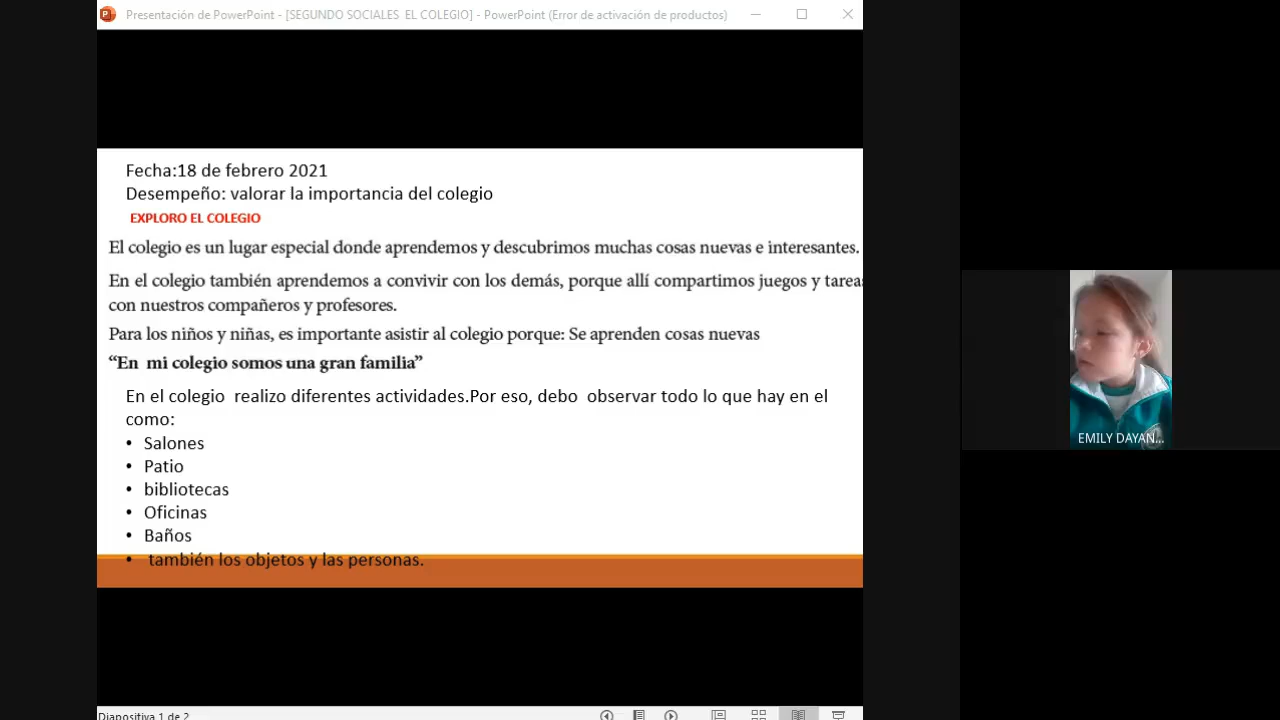 Presentación de PowerPoint - [SEGUNDO SOCIALES EL COLEGIO] - PowerPoint (Error de activación de productos)
Fecha:18 de febrero 2021
Desempeño: valorar la importancia del colegio
EXPLORO EL COLEGIO
El colegio es un lugar especial donde aprendemos y descubrimos muchas cosas nuevas e interesantes.
En el colegio también aprendemos a convivir con los demás, porque allí compartimos juegos y tareas
con nuestros compañeros y profesores.
Para los niños y niñas, es importante asistir al colegio porque: Se aprenden cosas nuevas
“En mi colegio somos una gran familia”
En el colegio realizo diferentes actividades.Por eso, debo observar todo lo que hay en el
como:
• Salones
• Patio
• bibliotecas
• Oficinas
• Baños
• también los objetos y las personas.
EMILY DAYAN...
Diapositiva 1 de 2